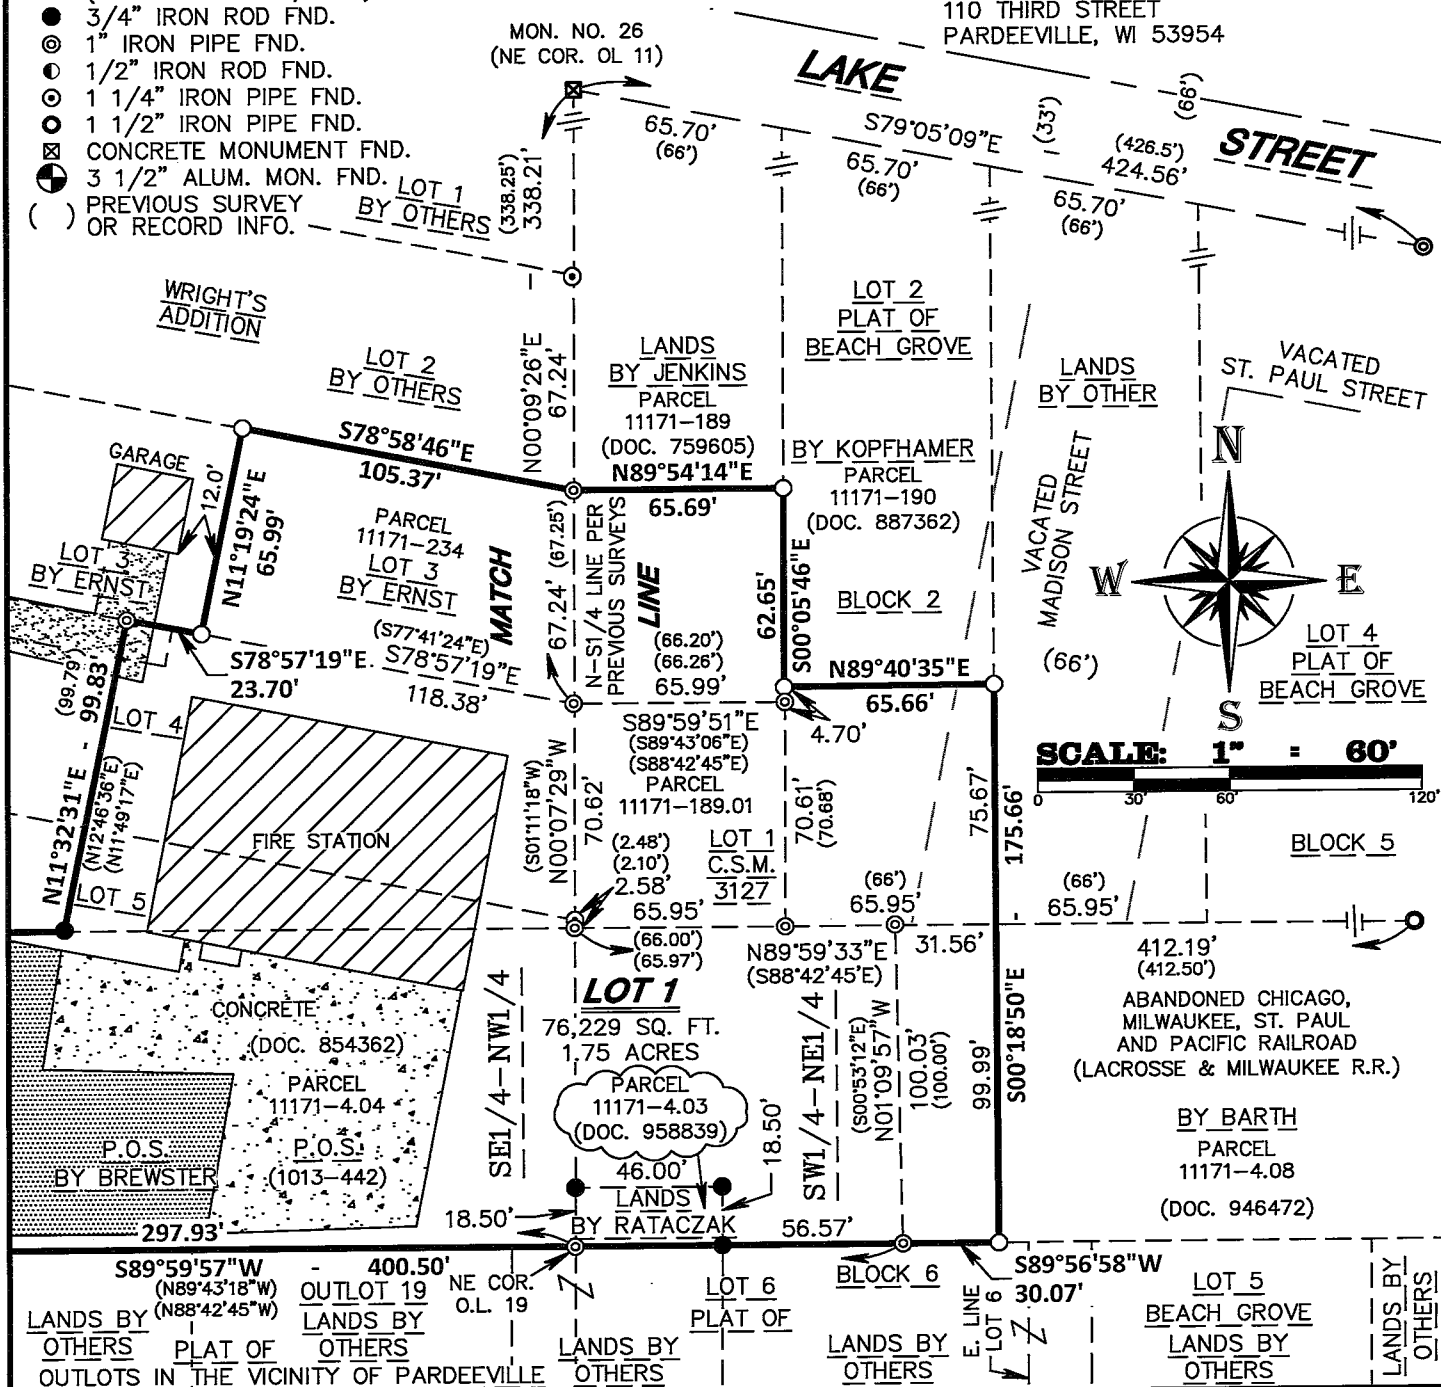 3/4" IRON ROD FND.
1" IRON PIPE FND.
1/2" IRON ROD FND.
1 1/4" IRON PIPE FND.
1 1/2" IRON PIPE FND.
CONCRETE MONUMENT FND.
3 1/2" ALUM. MON. FND.
( ) PREVIOUS SURVEY
OR RECORD INFO.
MON. NO. 26
(NE COR. OL 11)
110 THIRD STREET
PARDEEVILLE, WI 53954
LAKE
STREET
S79°05'09"E
65.70'
(66')
65.70'
(66')
65.70'
(66')
(33')
(66')
(426.5')
424.56'
LOT 1
BY OTHERS
(338.25')
338.21'
WRIGHT'S
ADDITION
LOT 2
BY OTHERS
N00°09'26"E
67.24'
LANDS
BY JENKINS
PARCEL
11171-189
(DOC. 759605)
LOT 2
PLAT OF
BEACH GROVE
LANDS
BY OTHER
VACATED
ST. PAUL STREET
S78°58'46"E
105.37'
N89°54'14"E
65.69'
BY KOPFHAMER
PARCEL
11171-190
(DOC. 887362)
VACATED
MADISON STREET
(66')
N
W
E
S
GARAGE
12.0'
N11°19'24"E
65.99'
PARCEL
11171-234
LOT 3
BY ERNST
LOT 3
BY ERNST
MATCH
LINE
67.24' (67.25')
N-S1/4 LINE PER
PREVIOUS SURVEYS
62.65'
S00°05'46"E
BLOCK 2
LOT 4
PLAT OF
BEACH GROVE
(S77°41'24"E)
S78°57'19"E
118.38'
(66.20')
(66.26')
65.99'
N89°40'35"E
65.66'
S78°57'19"E
23.70'
4.70'
(99.79')
99.83'
N11°32'31"E -
(N12°46'36"E)
(N11°49'17"E)
LOT 4
S89°59'51"E
(S89°43'06"E)
(S88°42'45"E)
PARCEL
11171-189.01
SCALE: 1" = 60'
0 30' 60' 120'
FIRE STATION
(S01°11'18"W)
N00°07'29"W
70.62'
(2.48')
(2.10')
2.58'
LOT 1
C.S.M.
3127
70.61'
(70.68')
75.67'
175.66'
-
S00°18'50"E
BLOCK 5
LOT 5
65.95'
(66.00')
(65.97')
(66')
65.95'
31.56'
(66')
65.95'
N89°59'33"E
(S88°42'45"E)
412.19'
(412.50')
LOT 1
76,229 SQ. FT.
1.75 ACRES
ABANDONED CHICAGO,
MILWAUKEE, ST. PAUL
AND PACIFIC RAILROAD
(LACROSSE & MILWAUKEE R.R.)
CONCRETE
(DOC. 854362)
PARCEL
11171-4.04
P.O.S.
(1013-442)
P.O.S.
BY BREWSTER
SE1/4-NW1/4
SW1/4-NE1/4
PARCEL
11171-4.03
(DOC. 958839)
(S00°53'12"E)
N01°09'57"W
100.03'
(100.00')
99.99'
BY BARTH
PARCEL
11171-4.08
(DOC. 946472)
46.00'
18.50'
LANDS
BY RATACZAK
18.50'
56.57'
297.93'
S89°59'57"W - 400.50'
(N89°43'18"W)
(N88°42'45"W)
OUTLOT 19
LANDS BY
OTHERS
NE COR.
O.L. 19
LOT 6
PLAT OF
BLOCK 6
S89°56'58"W
30.07'
E. LINE
LOT 6
LOT 5
BEACH GROVE
LANDS BY
OTHERS
LANDS BY
OTHERS
LANDS BY
OTHERS
PLAT OF
OUTLOTS IN THE VICINITY OF PARDEEVILLE
LANDS BY
OTHERS
LANDS BY
OTHERS